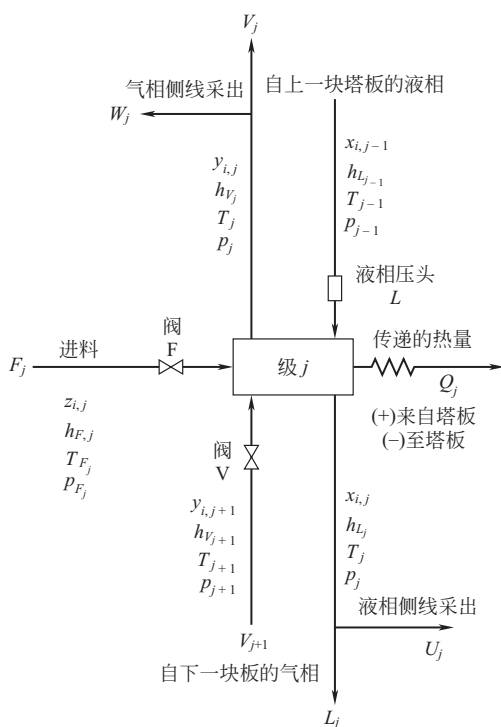 V_j
气相侧线采出
W_j
自上一块塔板的液相
y_{i,j}
h_{V_j}
T_j
p_j
x_{i,j-1}
h_{L_{j-1}}
T_{j-1}
p_{j-1}
液相压头
L
F_j
进料
阀
F
级 j
传递的热量
Q_j
(+)来自塔板
(−)至塔板
z_{i,j}
h_{F,j}
T_{F_j}
p_{F_j}
阀
V
y_{i,j+1}
h_{V_{j+1}}
T_{j+1}
p_{j+1}
x_{i,j}
h_{L_j}
T_j
p_j
液相侧线采出
U_j
V_{j+1}
自下一块板的气相
L_j